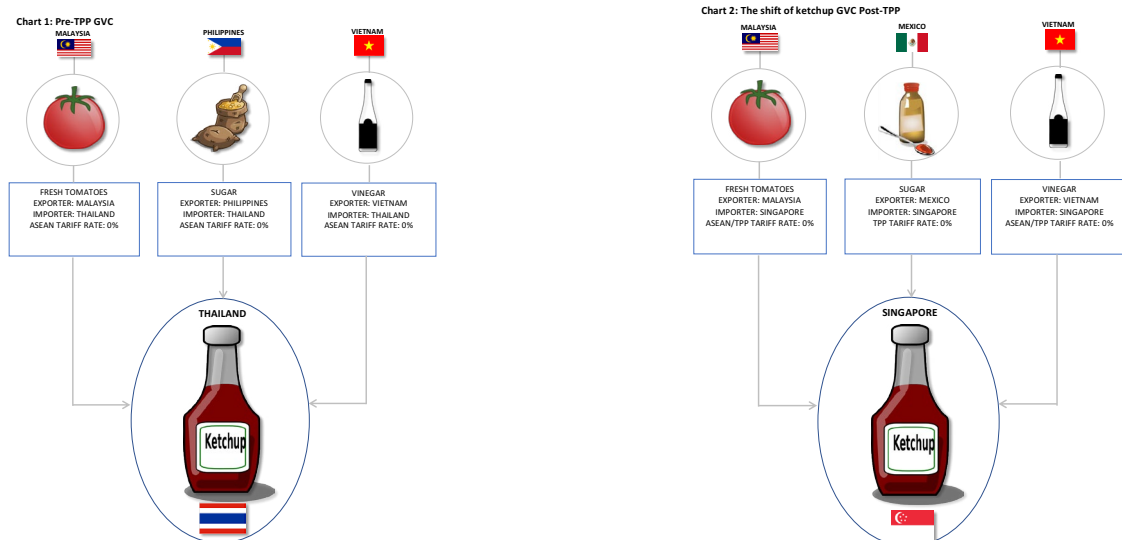 Chart 1: Pre-TPP GVC
MALAYSIA
PHILIPPINES
VIETNAM
FRESH TOMATOES
EXPORTER: MALAYSIA
IMPORTER: THAILAND
ASEAN TARIFF RATE: 0%
SUGAR
EXPORTER: PHILIPPINES
IMPORTER: THAILAND
ASEAN TARIFF RATE: 0%
VINEGAR
EXPORTER: VIETNAM
IMPORTER: THAILAND
ASEAN TARIFF RATE: 0%
THAILAND
Ketchup
Chart 2: The shift of ketchup GVC Post-TPP
MALAYSIA
MEXICO
VIETNAM
FRESH TOMATOES
EXPORTER: MALAYSIA
IMPORTER: SINGAPORE
ASEAN/TPP TARIFF RATE: 0%
SUGAR
EXPORTER: MEXICO
IMPORTER: SINGAPORE
TPP TARIFF RATE: 0%
VINEGAR
EXPORTER: VIETNAM
IMPORTER: SINGAPORE
ASEAN/TPP TARIFF RATE: 0%
SINGAPORE
Ketchup